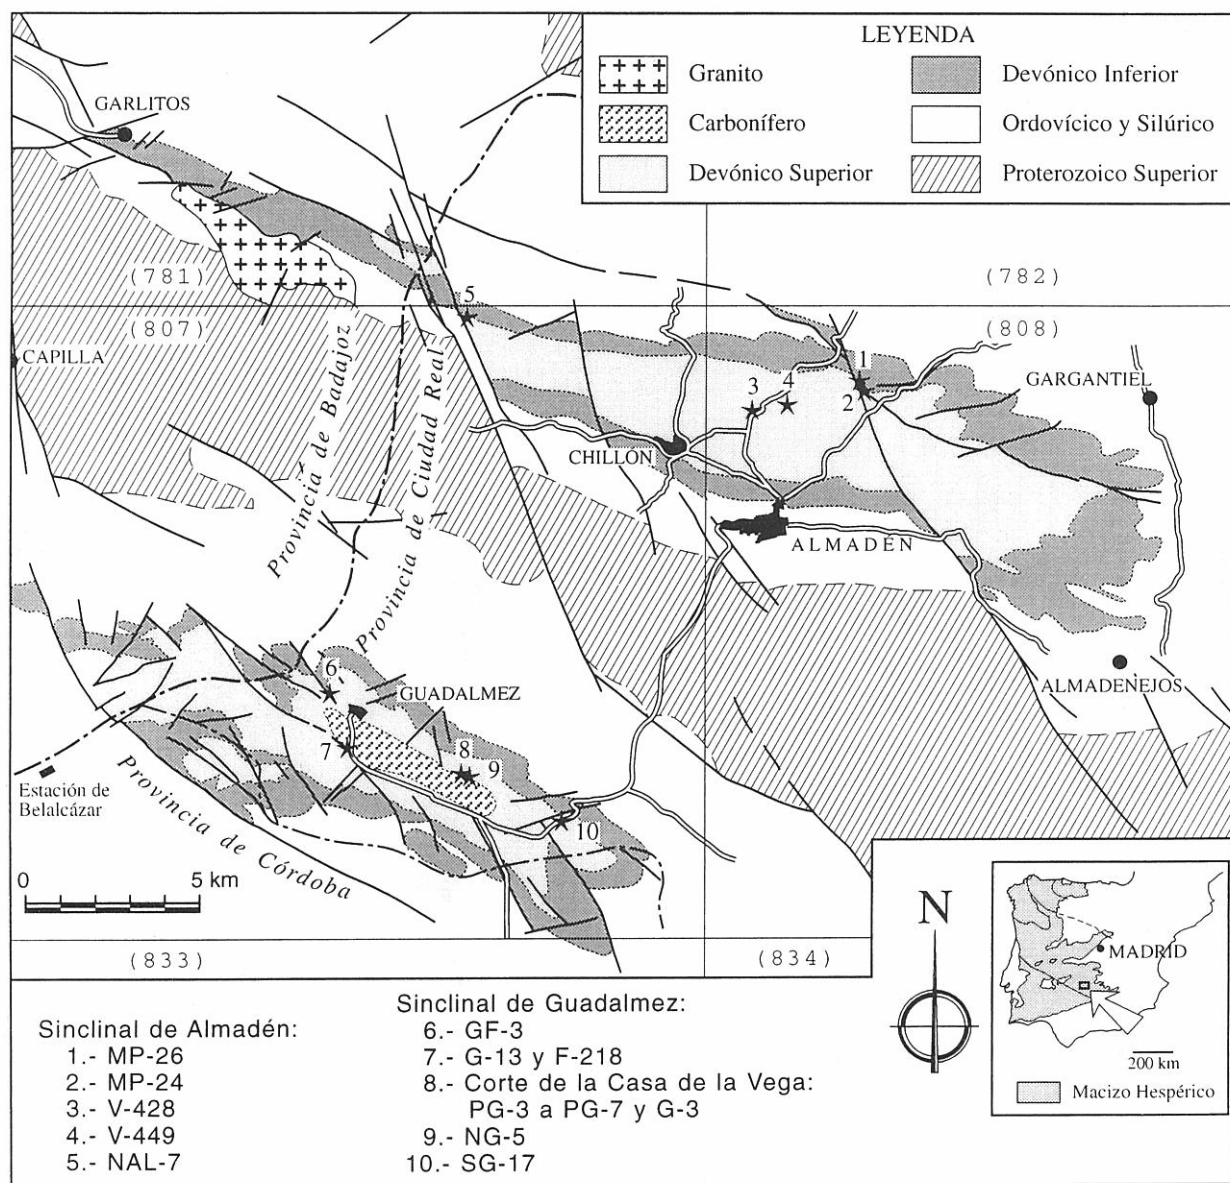 LEYENDA
Granito
Carbonífero
Devónico Superior
Devónico Inferior
Ordovícico y Silúrico
Proterozoico Superior
GARLITOS
(781)
(782)
(807)
(808)
CAPILLA
Provincia de Badajoz
Provincia de Ciudad Real
5
1
2
3
4
GARGANTIEL
CHILLÓN
ALMADÉN
ALMADENEJOS
6
GUADALMEZ
7
8
9
10
Estación de
Belalcázar
Provincia de Córdoba
0 5 km
(833)
(834)
N
MADRID
200 km
Macizo Hespérico
Sinclinal de Almadén:
1.- MP-26
2.- MP-24
3.- V-428
4.- V-449
5.- NAL-7
Sinclinal de Guadalmez:
6.- GF-3
7.- G-13 y F-218
8.- Corte de la Casa de la Vega:
PG-3 a PG-7 y G-3
9.- NG-5
10.- SG-17